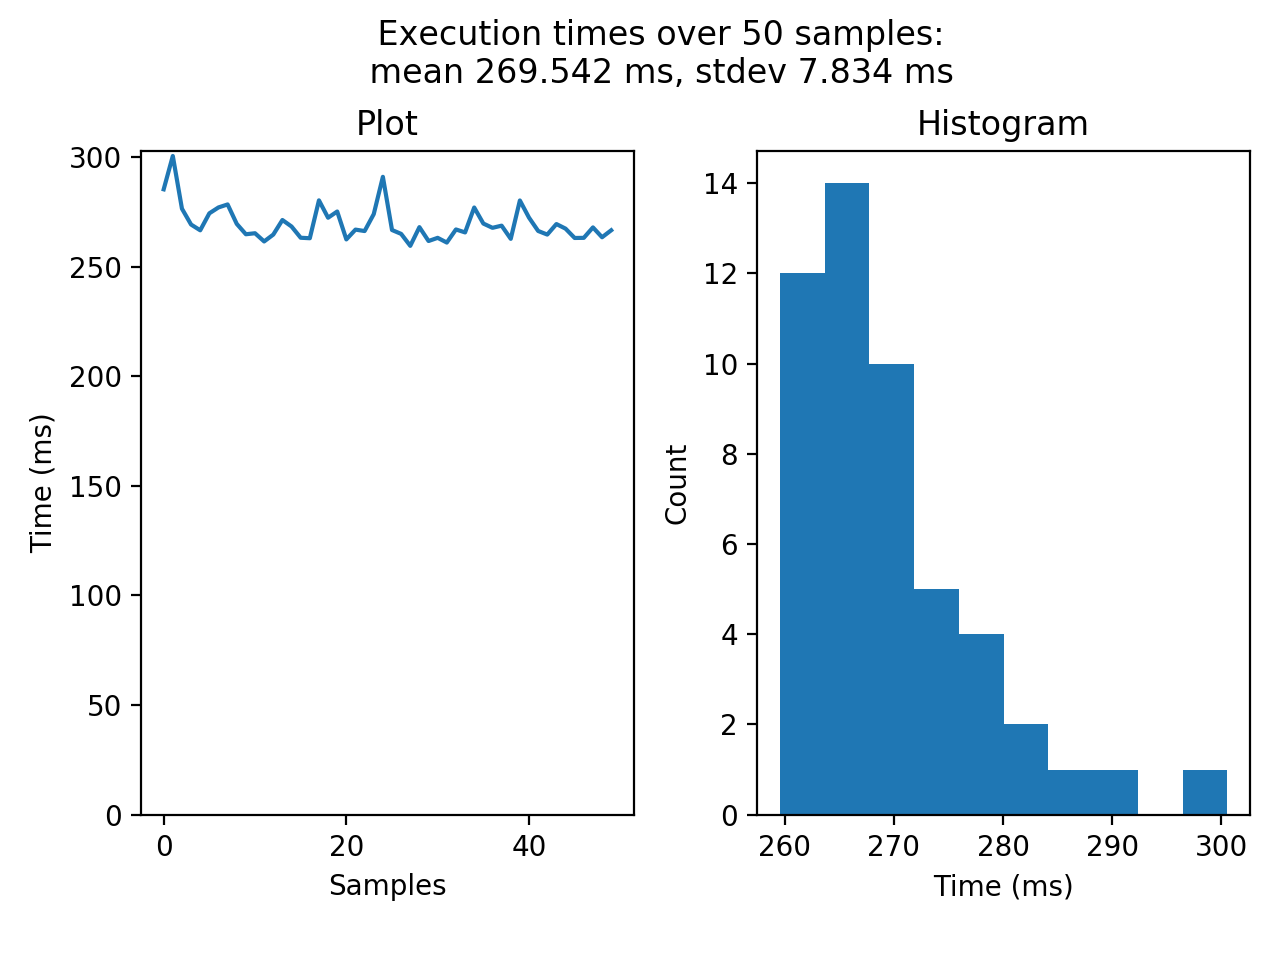 Execution times over 50 samples:
mean 269.542 ms, stdev 7.834 ms
Plot
300
250
200
150
100
50
0
Time (ms)
0 20 40
Samples
Histogram
14
12
10
8
6
4
2
0
Count
260 270 280 290 300
Time (ms)